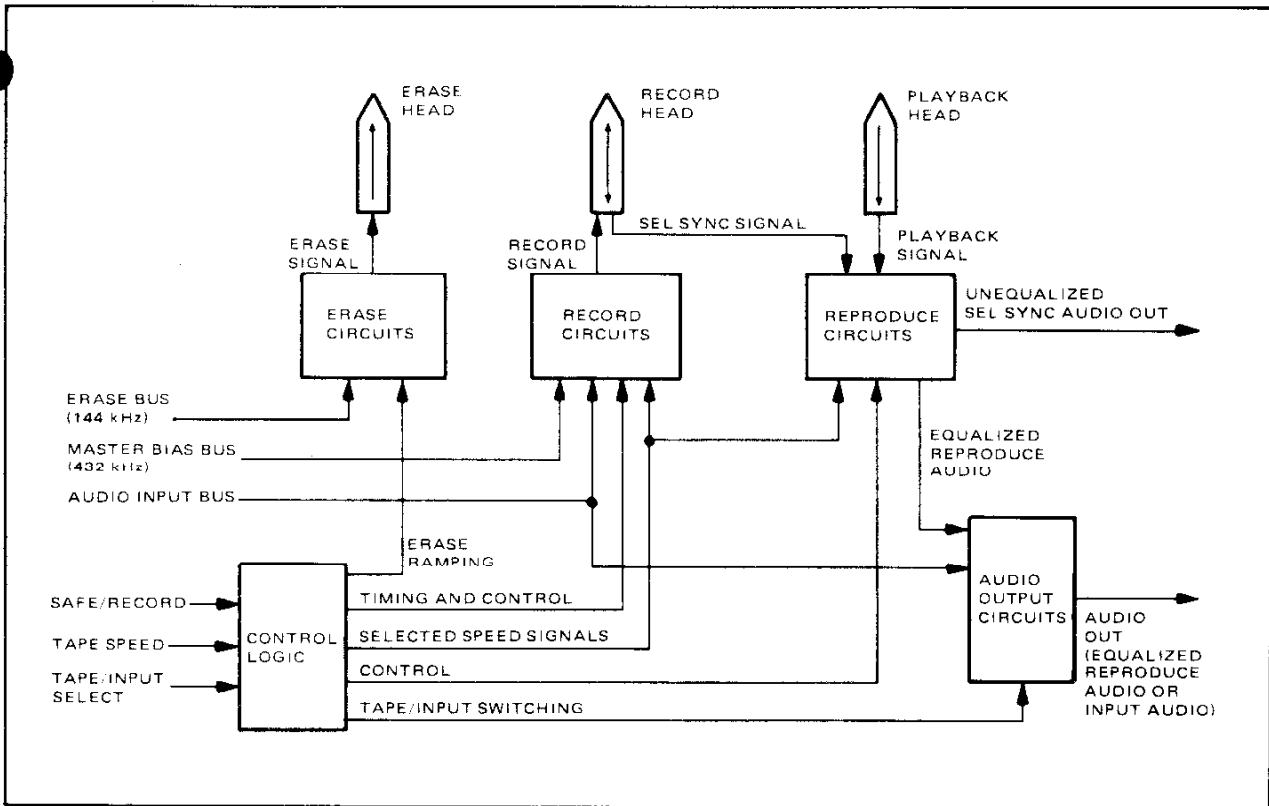 ERASE
HEAD
RECORD
HEAD
PLAYBACK
HEAD
SEL SYNC SIGNAL
ERASE
SIGNAL
RECORD
SIGNAL
PLAYBACK
SIGNAL
ERASE
CIRCUITS
RECORD
CIRCUITS
REPRODUCE
CIRCUITS
UNEQUALIZED
SEL SYNC AUDIO OUT
ERASE BUS
(144 kHz)
MASTER BIAS BUS
(432 kHz)
AUDIO INPUT BUS
EQUALIZED
REPRODUCE
AUDIO
ERASE
RAMPING
SAFE/RECORD
TAPE SPEED
TAPE/INPUT
SELECT
CONTROL
LOGIC
TIMING AND CONTROL
SELECTED SPEED SIGNALS
CONTROL
TAPE/INPUT SWITCHING
AUDIO
OUTPUT
CIRCUITS
AUDIO
OUT
(EQUALIZED
REPRODUCE
AUDIO OR
INPUT AUDIO)